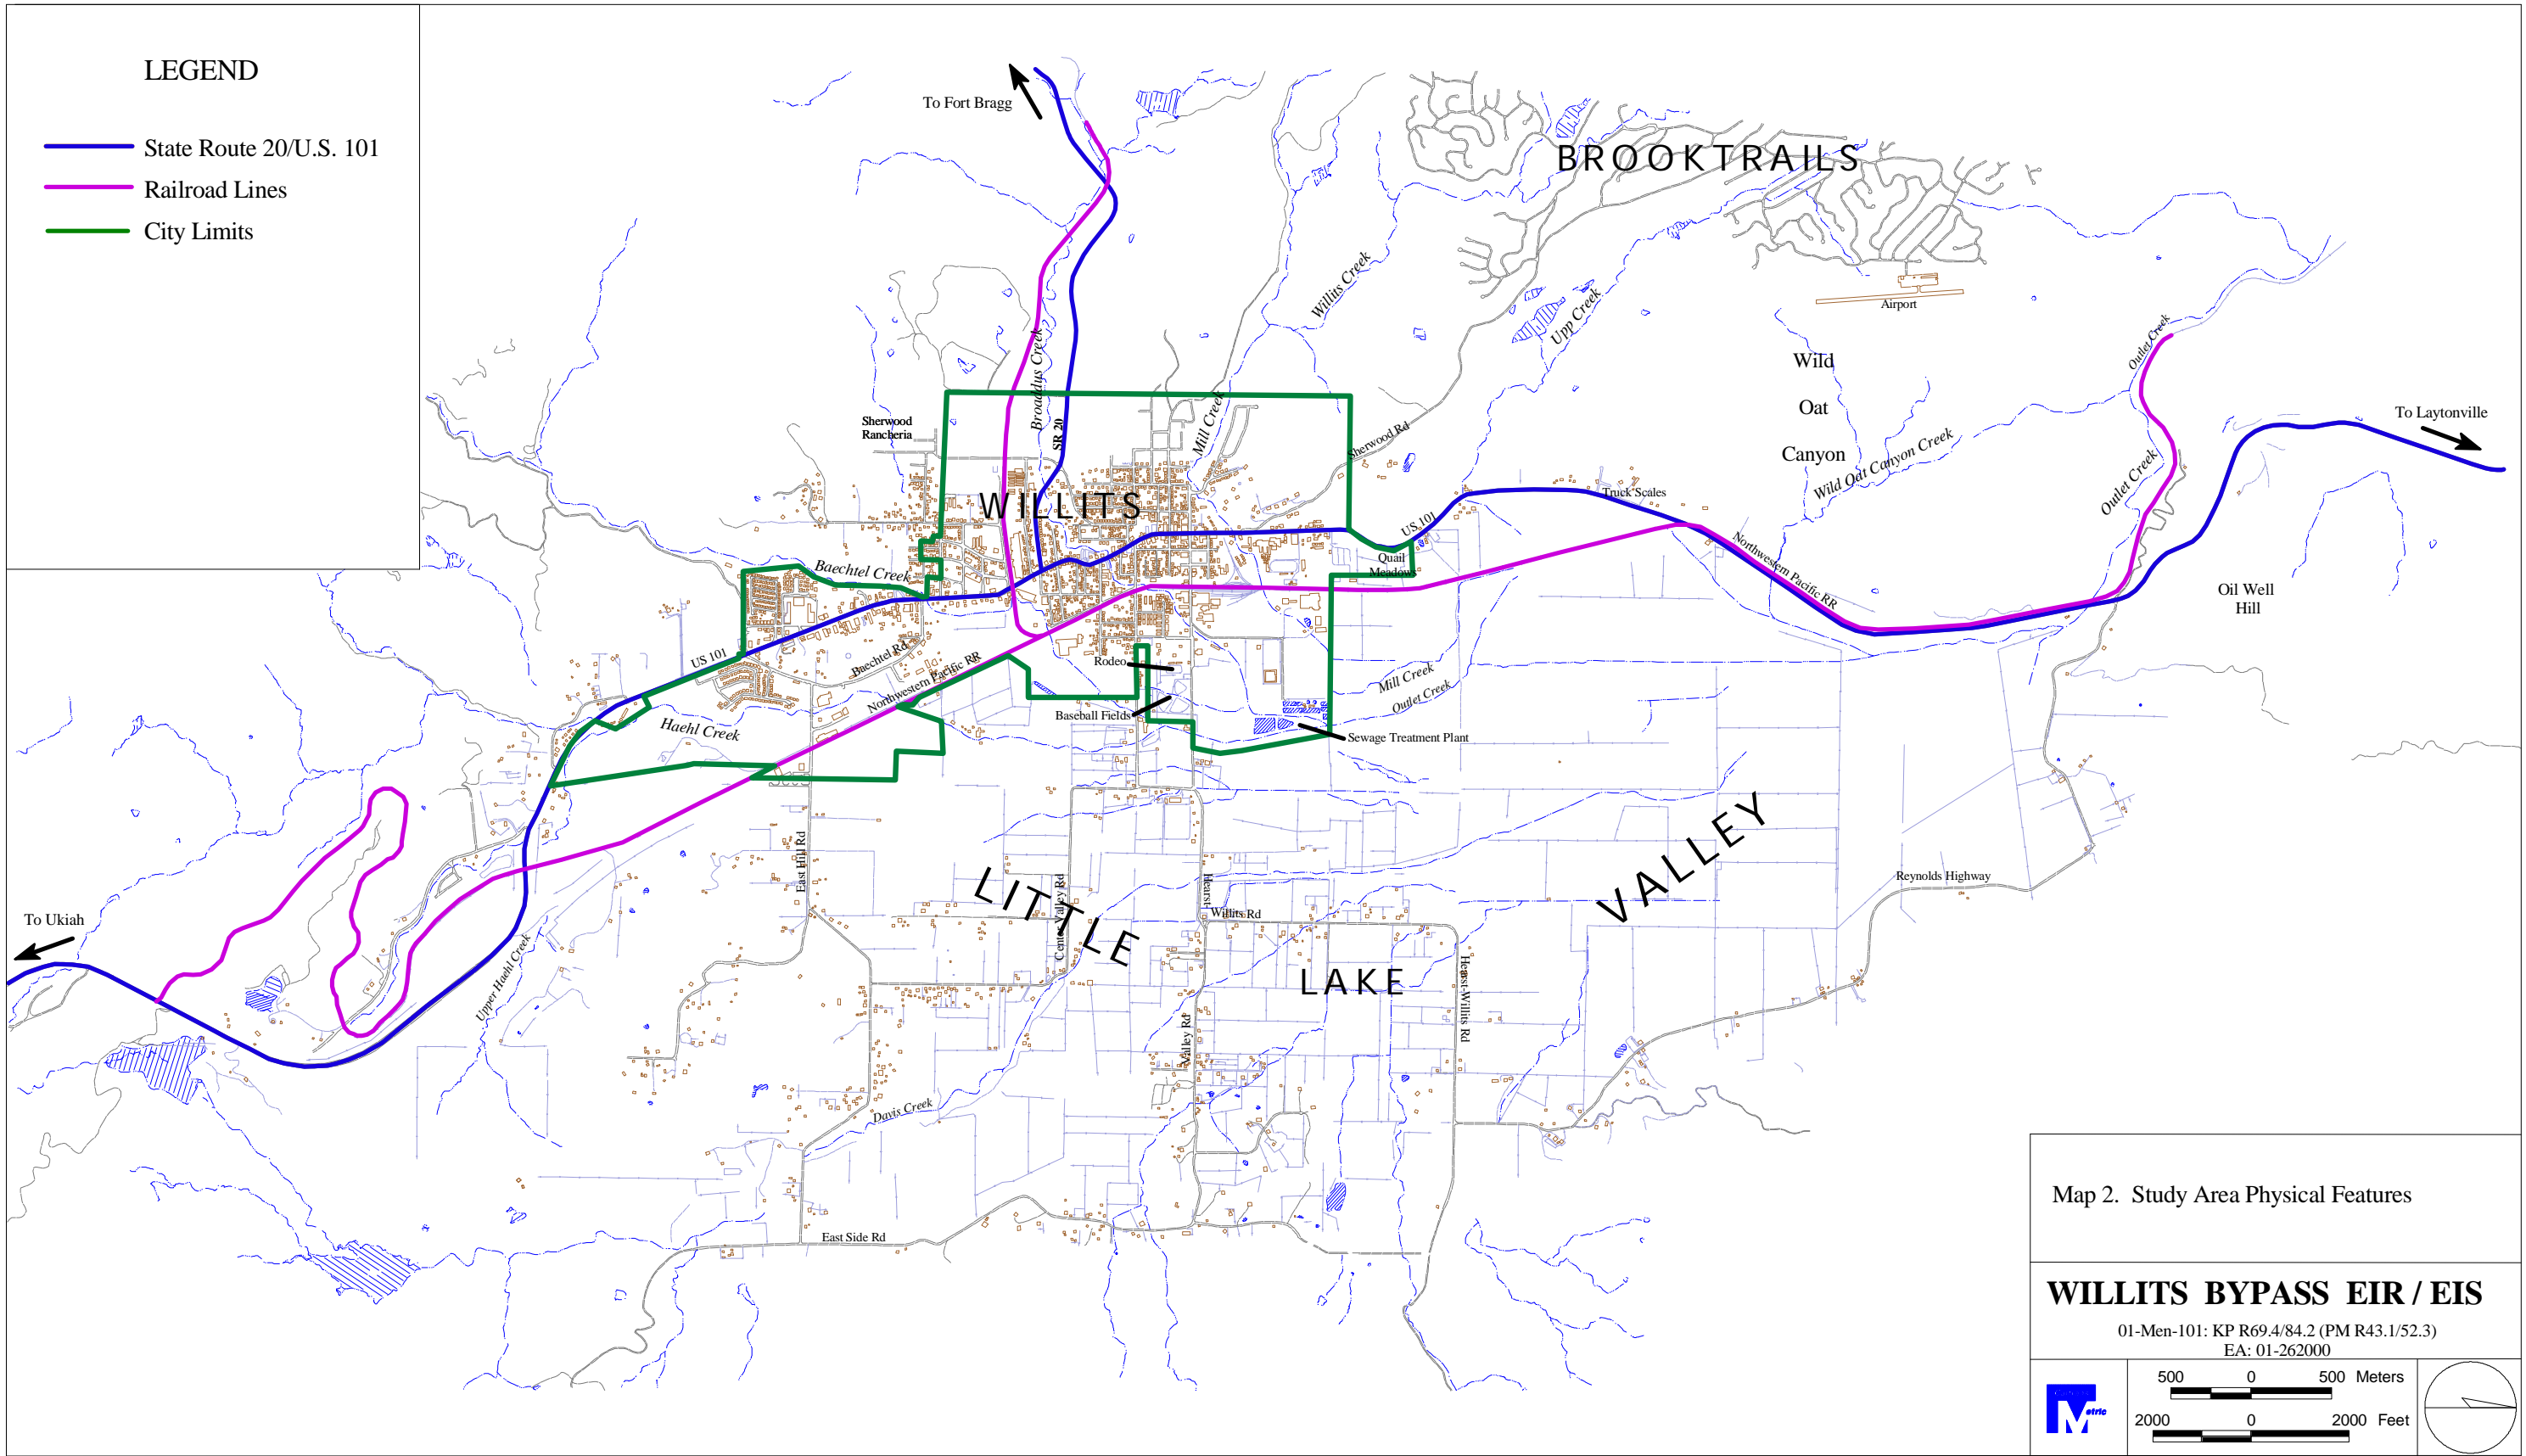 LEGEND
State Route 20/U.S. 101
Railroad Lines
City Limits
To Fort Bragg
BROOKTRAILS
Airport
Willits Creek
Upp Creek
Outlet Creek
Wild
Oat
Canyon
Wild Oat Canyon Creek
To Laytonville
Broaddus Creek
SR 20
Mill Creek
Sherwood Rd
Sherwood
Rancheria
WILLITS
Truck Scales
US 101
Quail
Meadows
Outlet Creek
Northwestern Pacific RR
Oil Well
Hill
Baechtel Creek
US 101
Baechtel Rd
Northwestern Pacific RR
Rodeo
Baseball Fields
Mill Creek
Outlet Creek
Sewage Treatment Plant
Haehl Creek
East Hill Rd
LITTLE
Center Valley Rd
Hearst-
Willits Rd
VALLEY
Reynolds Highway
To Ukiah
Upper Haehl Creek
LAKE
Hearst-Willits Rd
Valley Rd
Davis Creek
East Side Rd
Map 2. Study Area Physical Features
WILLITS BYPASS EIR / EIS
01-Men-101: KP R69.4/84.2 (PM R43.1/52.3)
EA: 01-262000
Metric
500 0 500 Meters
2000 0 2000 Feet